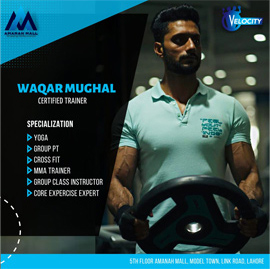 AMANAH MALL
VELOCITY
WAQAR MUGHAL
CERTIFIED TRAINER
SPECIALIZATION
YOGA
GROUP PT
CROSS FIT
MMA TRAINER
GROUP CLASS INSTRUCTOR
CORE EXPERCISE EXPERT
5TH FLOOR AMANAH MALL, MODEL TOWN, LINK ROAD, LAHORE